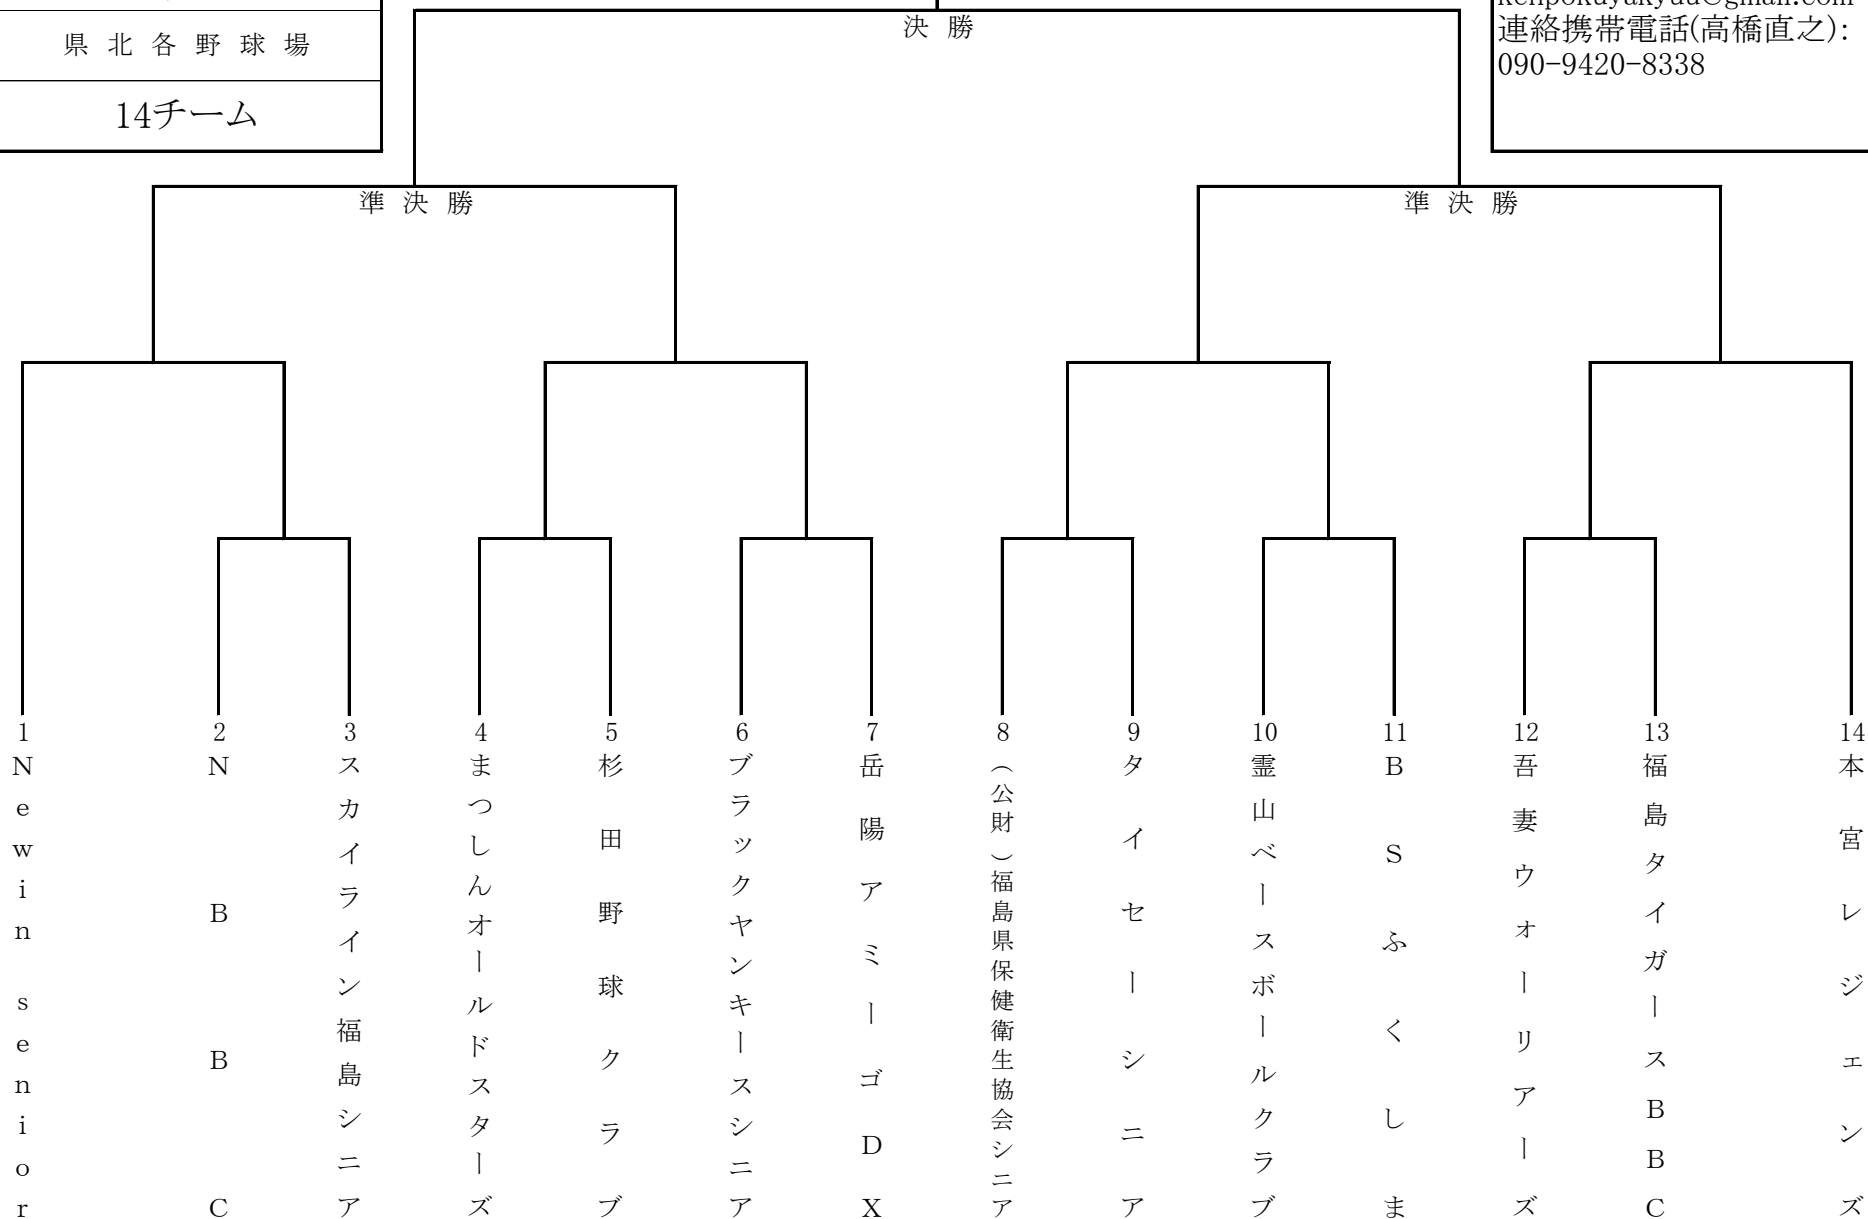 県北各野球場
14チーム
kenpokuyakyuu@gmail.com
連絡携帯電話(高橋直之):
090-9420-8338
決勝
準決勝
準決勝
1
Newin senior
2
NBBC
3
スカイライン福島シニア
4
まつしんオールドスターズ
5
杉田野球クラブ
6
ブラックヤンキースシニア
7
岳陽アミーゴDX
8
(公財)福島県保健衛生協会シニア
9
タイセーシニア
10
霊山ベースボールクラブ
11
BSふくしま
12
吾妻ウォーリアーズ
13
福島タイガースBBC
14
本宮レジェンズ